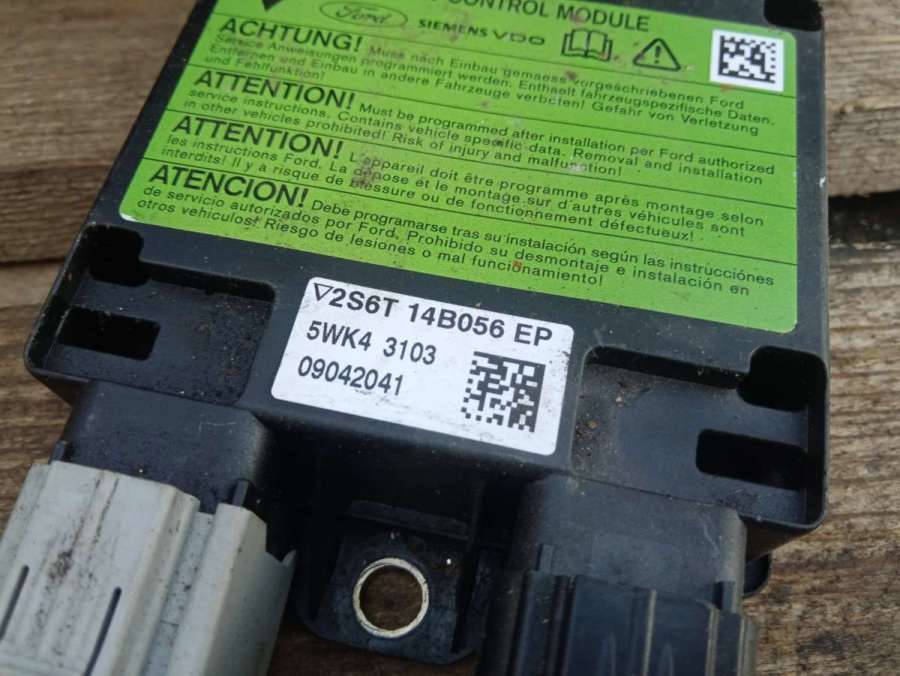 CONTROL MODULE
Ford SIEMENS VDO
ACHTUNG! Muss nach Einbau gemaess vorgeschriebenen Ford
Service Anweisungen programmiert werden. Enthaelt fahrzeugspezifische Daten.
Entfernen und Einbau in andere Fahrzeuge verboten! Gefahr von Verletzung
und Fehlfunktion!
ATTENTION! Must be programmed after installation per Ford authorized
service instructions. Contains vehicle specific data. Removal and installation
in other vehicles prohibited! Risk of injury and malfunction!
ATTENTION! L'appareil doit être programme après montage selon
les instructions Ford. La dépose et le montage sur d'autres véhicules sont
interdits! Il y a risque de blessure ou de fonctionnement défectueux!
ATENCION! Debe programarse tras su instalación según las instrucciónes
de servicio autorizados por Ford. Prohibido su desmontaje e instalación en
otros vehiculos! Riesgo de lesiones o mal funcionamiento!
2S6T 14B056 EP
5WK4 3103
09042041